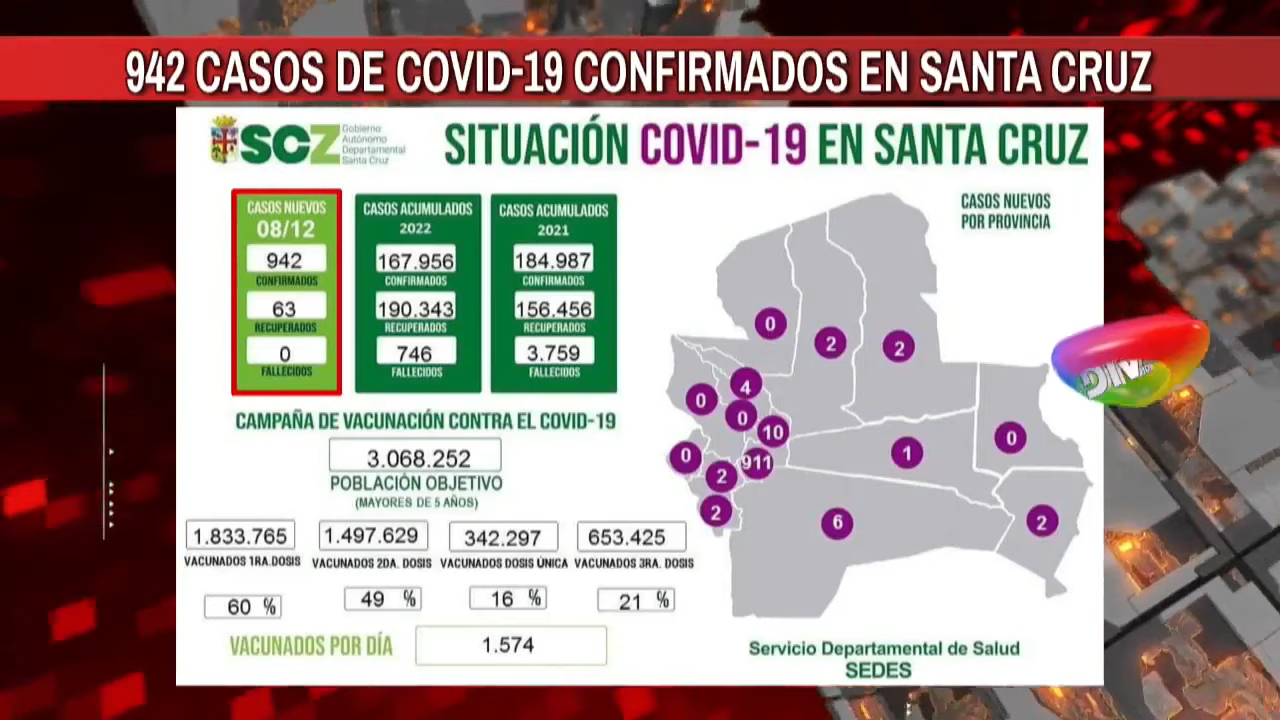 942 CASOS DE COVID-19 CONFIRMADOS EN SANTA CRUZ
SCZ
Gobierno
Autónomo
Departamental
Santa Cruz
SITUACIÓN COVID-19 EN SANTA CRUZ
CASOS NUEVOS
08/12
942
CONFIRMADOS
63
RECUPERADOS
0
FALLECIDOS
CASOS ACUMULADOS
2022
167.956
CONFIRMADOS
190.343
RECUPERADOS
746
FALLECIDOS
CASOS ACUMULADOS
2021
184.987
CONFIRMADOS
156.456
RECUPERADOS
3.759
FALLECIDOS
CASOS NUEVOS
POR PROVINCIA
0
2
2
4
0
0
10
0
911
1
0
2
2
6
2
CAMPAÑA DE VACUNACIÓN CONTRA EL COVID-19
3.068.252
POBLACIÓN OBJETIVO
(MAYORES DE 5 AÑOS)
1.833.765
VACUNADOS 1RA.DOSIS
60 %
1.497.629
VACUNADOS 2DA. DOSIS
49 %
342.297
VACUNADOS DOSIS ÚNICA
16 %
653.425
VACUNADOS 3RA. DOSIS
21 %
VACUNADOS POR DÍA
1.574
Servicio Departamental de Salud
SEDES